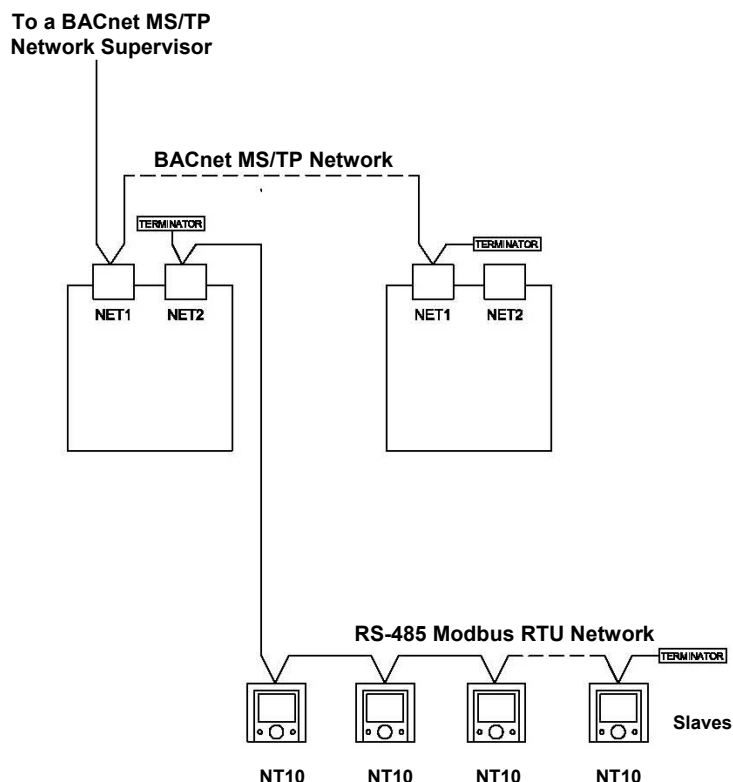 To a BACnet MS/TP
Network Supervisor
BACnet MS/TP Network
TERMINATOR
TERMINATOR
NET1
NET2
NET1
NET2
RS-485 Modbus RTU Network
TERMINATOR
Slaves
NT10
NT10
NT10
NT10